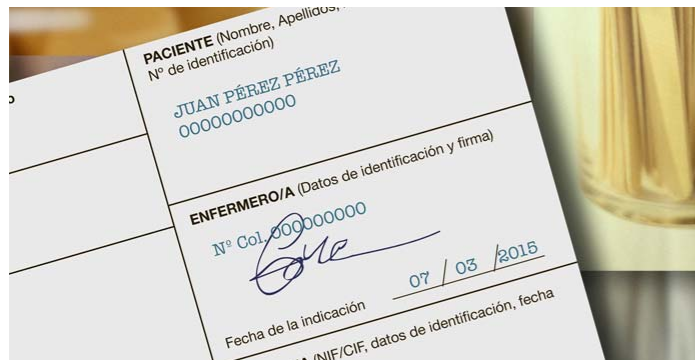 PACIENTE (Nombre, Apellidos,
Nº de identificación)
JUAN PÉREZ PÉREZ
00000000000
ENFERMERO/A (Datos de identificación y firma)
Nº Col. 000000000
Fecha de la indicación 07 / 03 / 2015
/NIF/CIF, datos de identificación, fecha